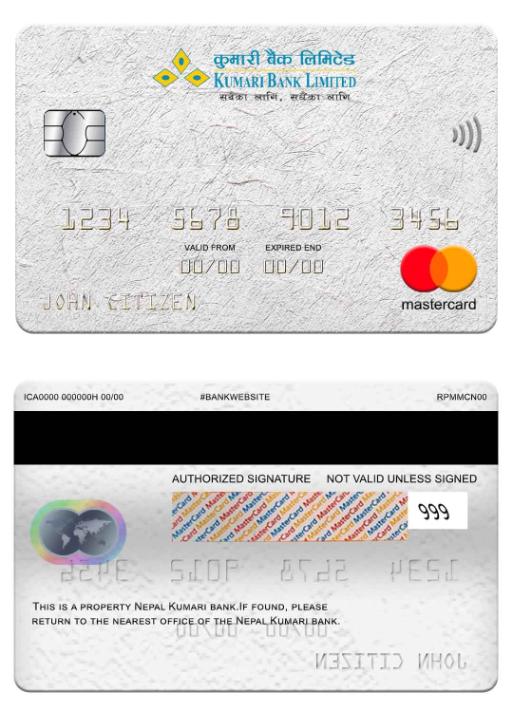 कुमारी बैंक लिमिटेड
KUMARI BANK LIMITED
सबैका लागि, सधैंका लागि
1234 5678 9012 3456
VALID FROM EXPIRED END
00/00 00/00
JOHN CITIZEN
mastercard
ICA0000 000000H 00/00 #BANKWEBSITE RPMMCN00
AUTHORIZED SIGNATURE NOT VALID UNLESS SIGNED
999
THIS IS A PROPERTY NEPAL KUMARI BANK.IF FOUND, PLEASE
RETURN TO THE NEAREST OFFICE OF THE NEPAL KUMARI BANK.